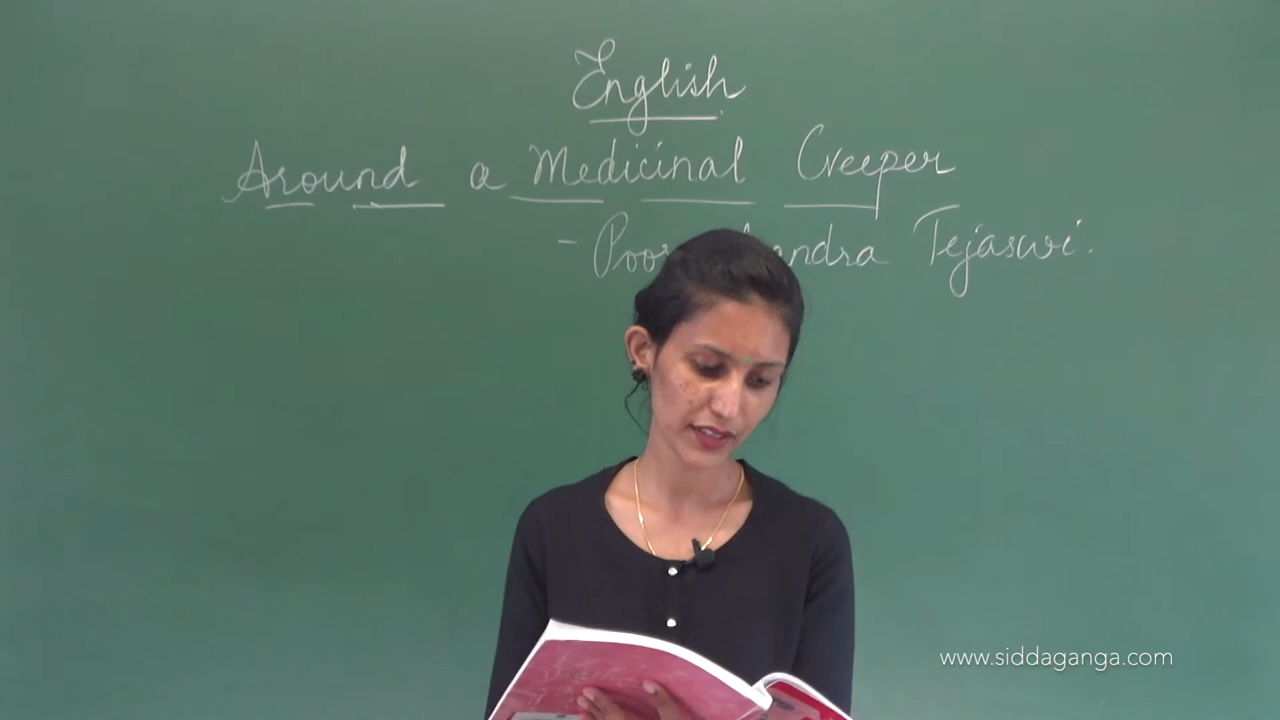 English
Around a Medicinal Creeper
- Tejaswi.
www.siddaganga.com